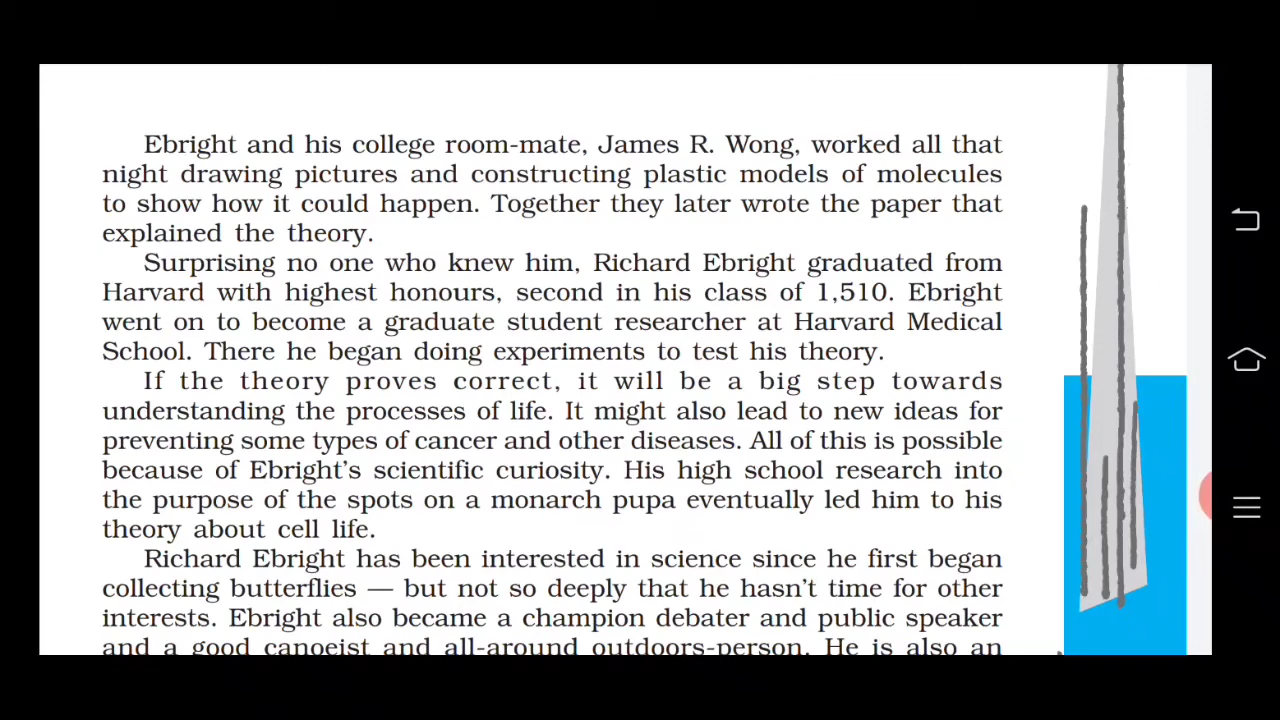 Ebright and his college room-mate, James R. Wong, worked all that
night drawing pictures and constructing plastic models of molecules
to show how it could happen. Together they later wrote the paper that
explained the theory.
Surprising no one who knew him, Richard Ebright graduated from
Harvard with highest honours, second in his class of 1,510. Ebright
went on to become a graduate student researcher at Harvard Medical
School. There he began doing experiments to test his theory.
If the theory proves correct, it will be a big step towards
understanding the processes of life. It might also lead to new ideas for
preventing some types of cancer and other diseases. All of this is possible
because of Ebright's scientific curiosity. His high school research into
the purpose of the spots on a monarch pupa eventually led him to his
theory about cell life.
Richard Ebright has been interested in science since he first began
collecting butterflies — but not so deeply that he hasn't time for other
interests. Ebright also became a champion debater and public speaker
and a good canoeist and all-around outdoors-person. He is also an